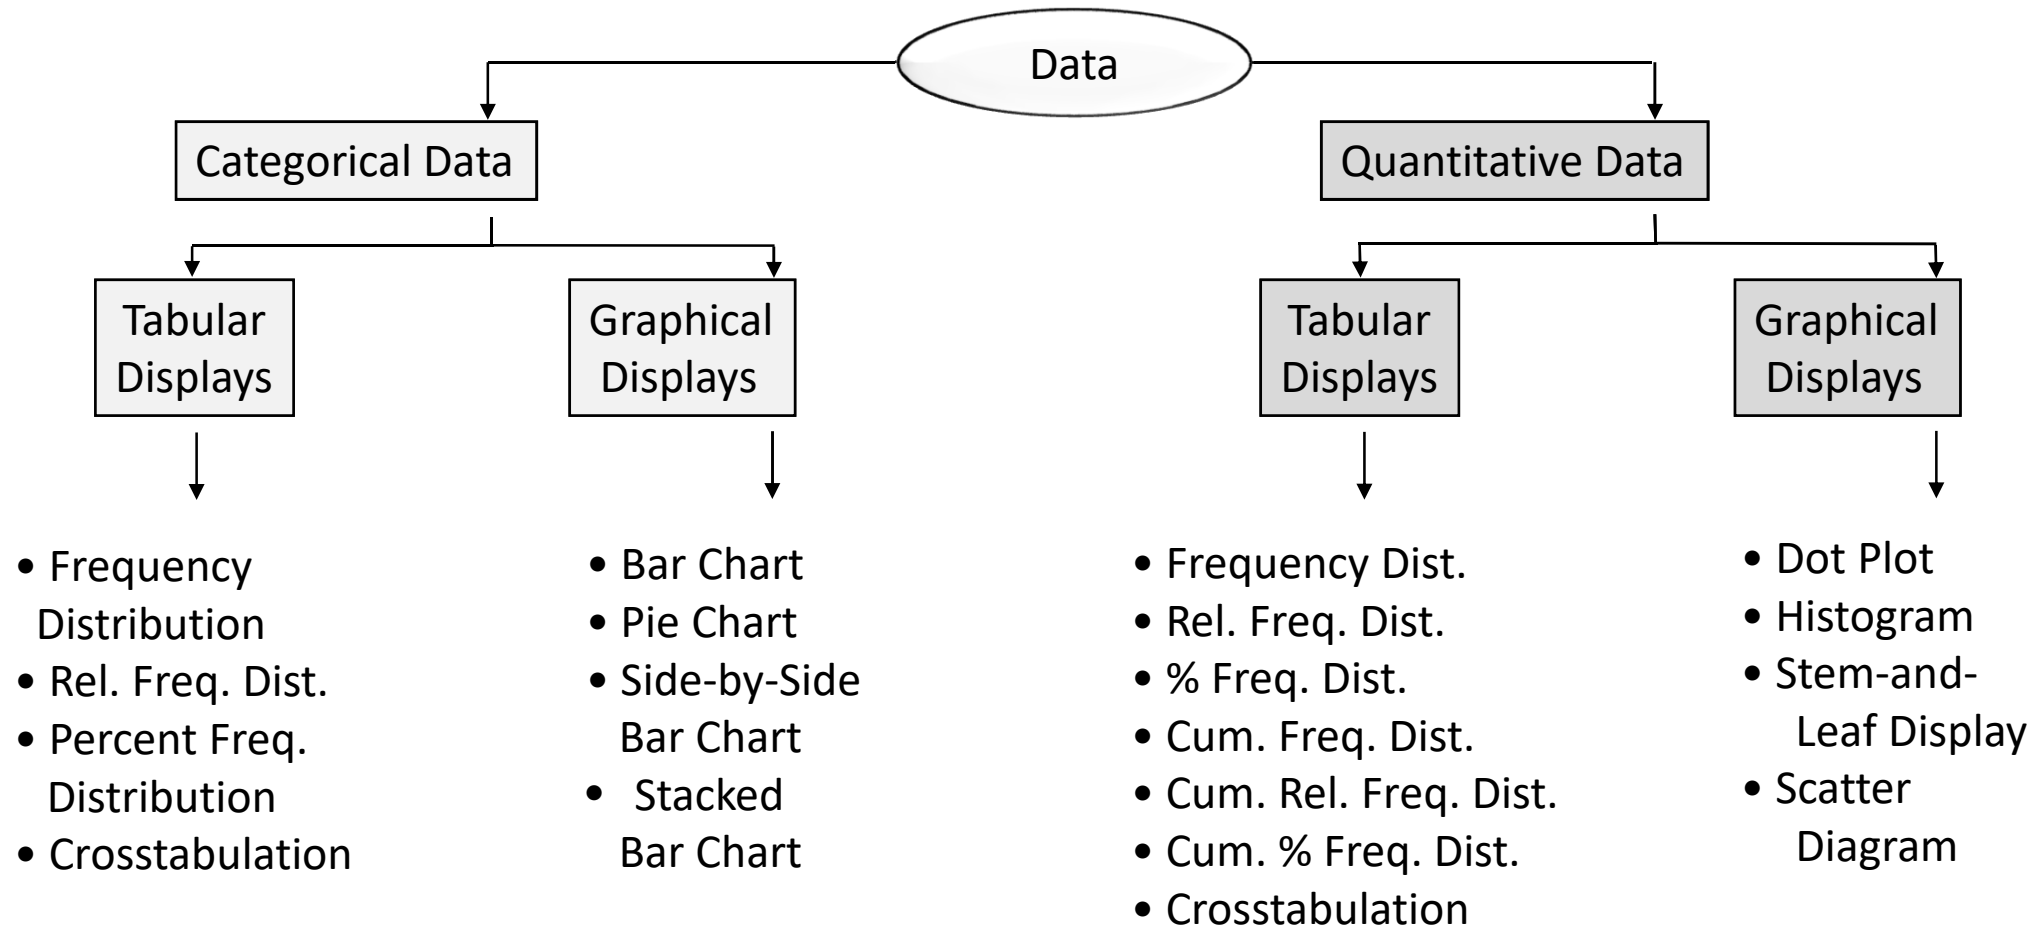 Data
Categorical Data
Quantitative Data
Tabular
Displays
Graphical
Displays
Tabular
Displays
Graphical
Displays
• Frequency
Distribution
• Rel. Freq. Dist.
• Percent Freq.
Distribution
• Crosstabulation
• Bar Chart
• Pie Chart
• Side-by-Side
Bar Chart
• Stacked
Bar Chart
• Frequency Dist.
• Rel. Freq. Dist.
• % Freq. Dist.
• Cum. Freq. Dist.
• Cum. Rel. Freq. Dist.
• Cum. % Freq. Dist.
• Crosstabulation
• Dot Plot
• Histogram
• Stem-and-
Leaf Display
• Scatter
Diagram